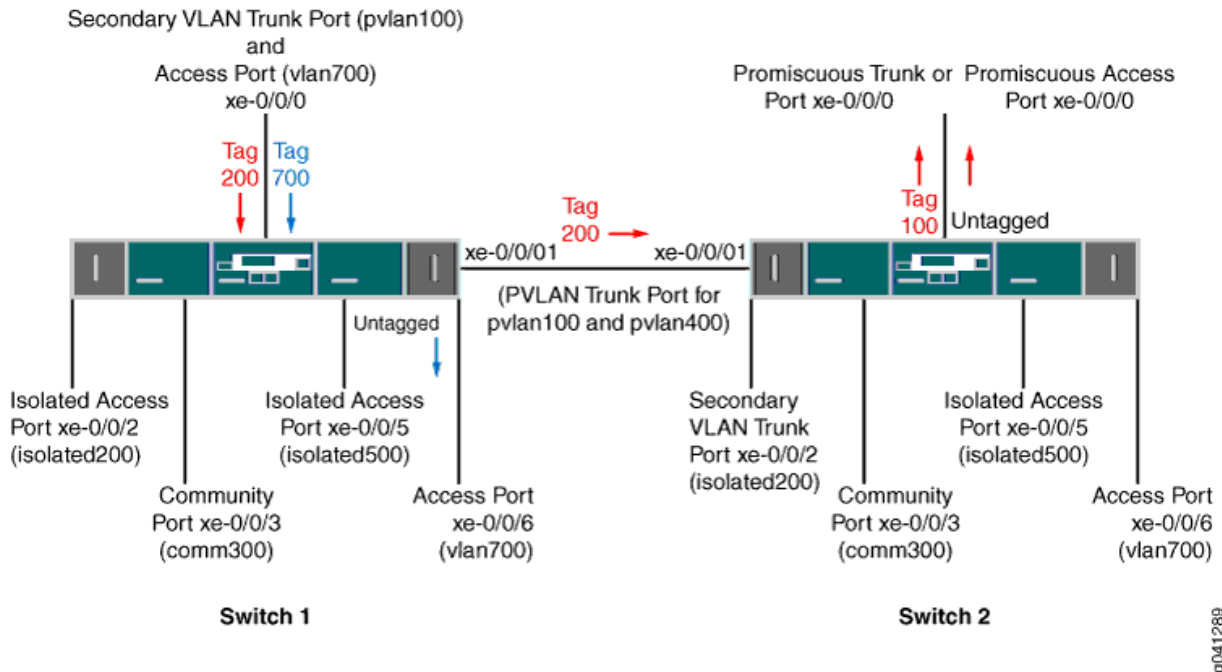 Secondary VLAN Trunk Port (pvlan100)
and
Access Port (vlan700)
xe-0/0/0
Promiscuous Trunk or
Port xe-0/0/0
Promiscuous Access
Port xe-0/0/0
Tag
200
Tag
700
Tag
200
Tag
100
Untagged
xe-0/0/01
xe-0/0/01
(PVLAN Trunk Port for
pvlan100 and pvlan400)
Untagged
Isolated Access
Port xe-0/0/2
(isolated200)
Isolated Access
Port xe-0/0/5
(isolated500)
Secondary
VLAN Trunk
Port xe-0/0/2
(isolated200)
Isolated Access
Port xe-0/0/5
(isolated500)
Community
Port xe-0/0/3
(comm300)
Access Port
xe-0/0/6
(vlan700)
Community
Port xe-0/0/3
(comm300)
Access Port
xe-0/0/6
(vlan700)
Switch 1
Switch 2
g041289